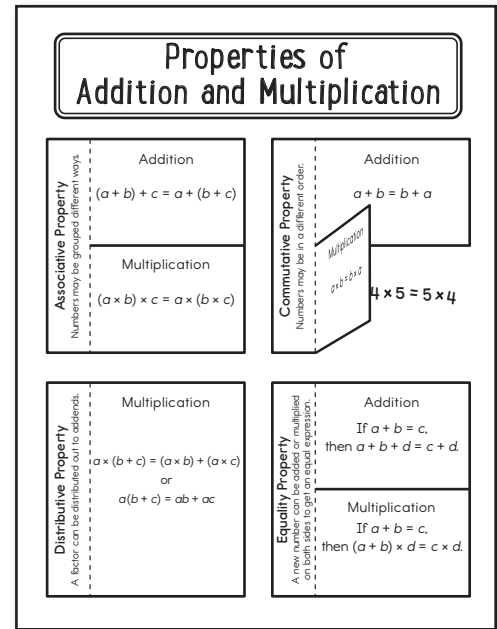 Properties of
Addition and Multiplication
Associative Property
Numbers may be grouped different ways.
Addition
(a + b) + c = a + (b + c)
Multiplication
(a × b) × c = a × (b × c)
Commutative Property
Numbers may be in a different order.
Addition
a + b = b + a
Multiplication
a × b = b × a
4 × 5 = 5 × 4
Distributive Property
A factor can be distributed out to addends.
Multiplication
a × (b + c) = (a × b) + (a × c)
or
a(b + c) = ab + ac
Equality Property
A new number can be added or multiplied
on both sides to get an equal expression.
Addition
If a + b = c,
then a + b + d = c + d.
Multiplication
If a + b = c,
then (a + b) × d = c × d.